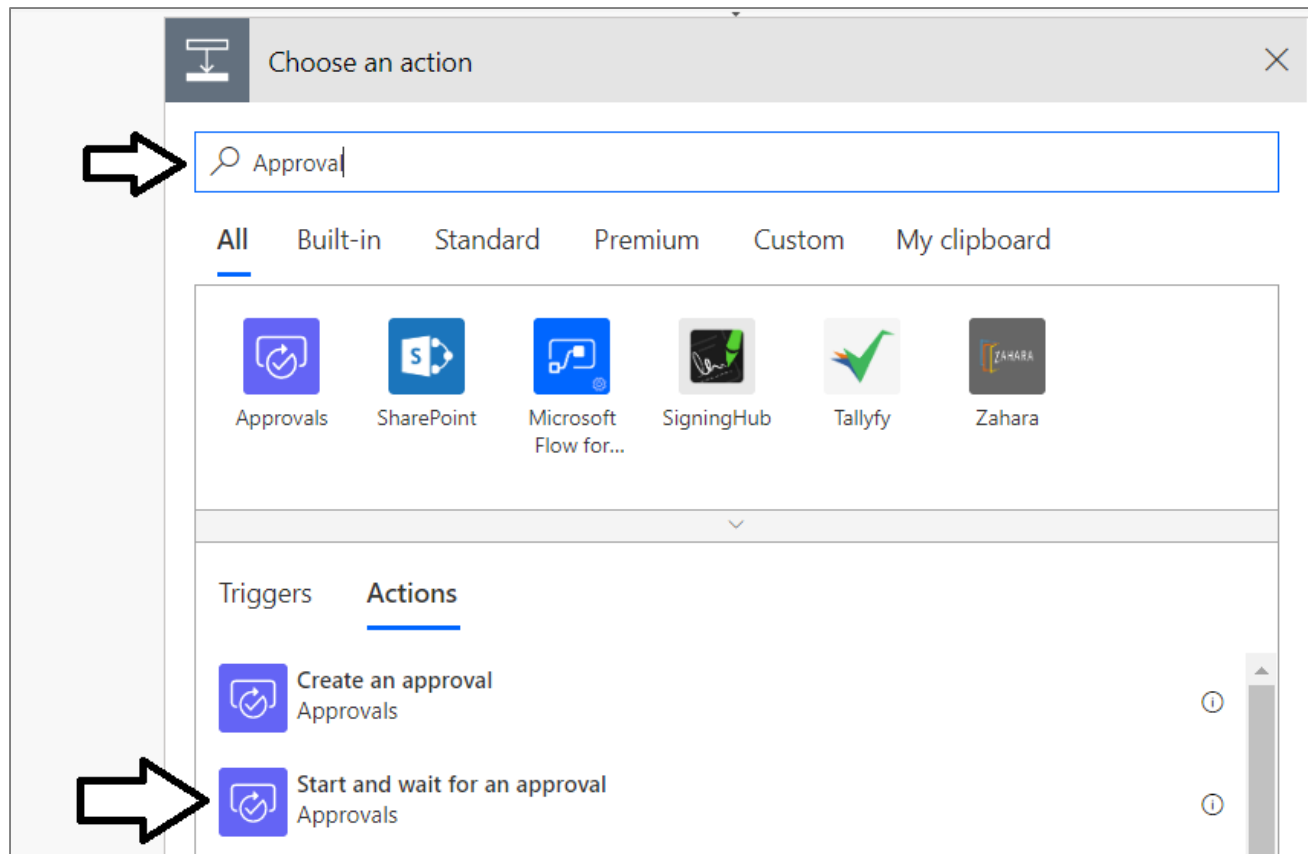 Choose an action
Approval
All Built-in Standard Premium Custom My clipboard
S
ZAHARA
Approvals SharePoint Microsoft Flow for... SigningHub Tallyfy Zahara
Triggers Actions
Create an approval
Approvals
Start and wait for an approval
Approvals